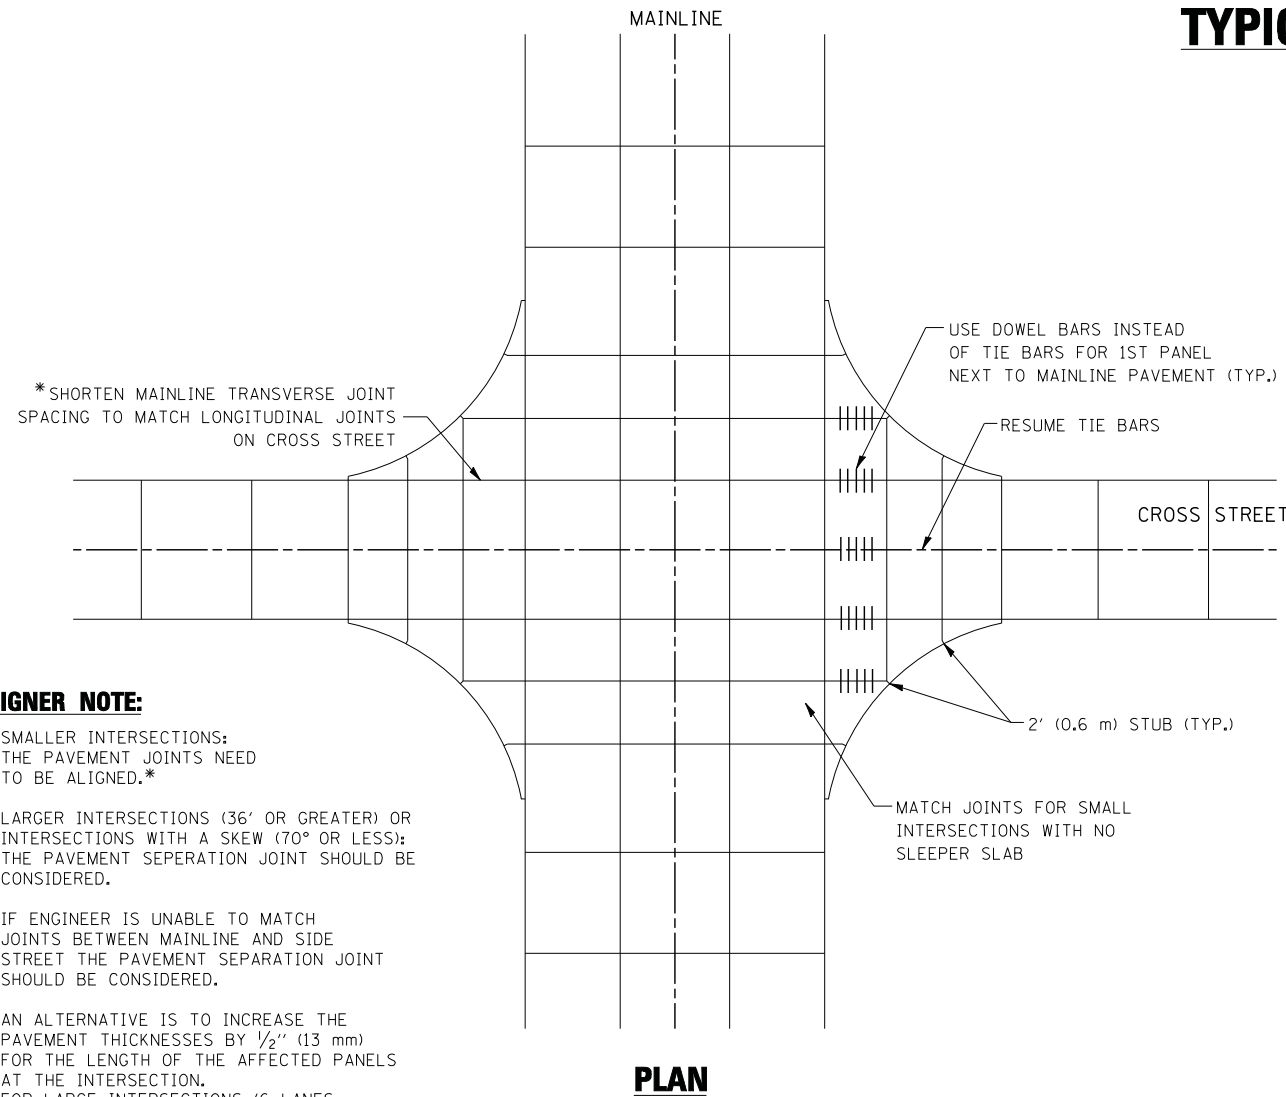 MAINLINE
TYPIC
USE DOWEL BARS INSTEAD
OF TIE BARS FOR 1ST PANEL
NEXT TO MAINLINE PAVEMENT (TYP.)
*SHORTEN MAINLINE TRANSVERSE JOINT
SPACING TO MATCH LONGITUDINAL JOINTS
ON CROSS STREET
RESUME TIE BARS
CROSS STREET
IGNER NOTE:
SMALLER INTERSECTIONS:
THE PAVEMENT JOINTS NEED
TO BE ALIGNED.*
2' (0.6 m) STUB (TYP.)
MATCH JOINTS FOR SMALL
INTERSECTIONS WITH NO
SLEEPER SLAB
LARGER INTERSECTIONS (36' OR GREATER) OR
INTERSECTIONS WITH A SKEW (70° OR LESS):
THE PAVEMENT SEPERATION JOINT SHOULD BE
CONSIDERED.
IF ENGINEER IS UNABLE TO MATCH
JOINTS BETWEEN MAINLINE AND SIDE
STREET THE PAVEMENT SEPARATION JOINT
SHOULD BE CONSIDERED.
AN ALTERNATIVE IS TO INCREASE THE
PAVEMENT THICKNESSES BY 1/2'' (13 mm)
FOR THE LENGTH OF THE AFFECTED PANELS
AT THE INTERSECTION.
FOR LARGE INTERSECTIONS (6 LANES
PLAN